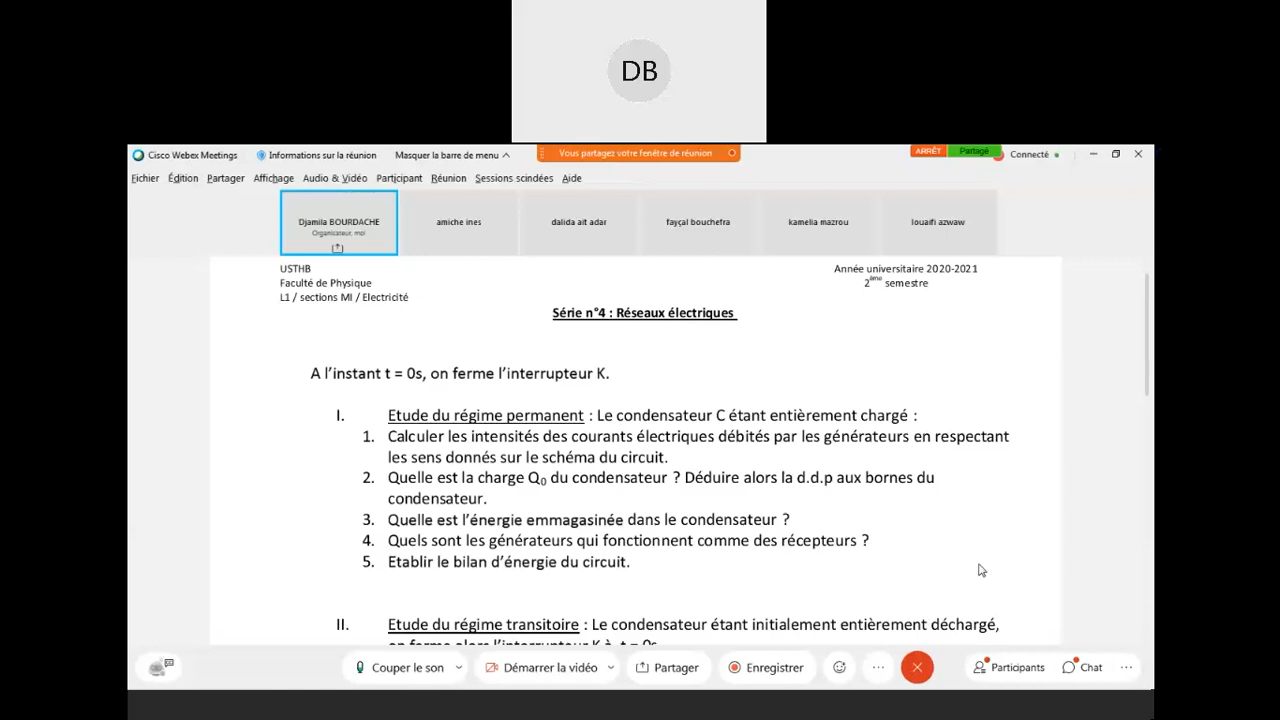 DB
Cisco Webex Meetings
Informations sur la réunion
Masquer la barre de menu
Vous partagez votre fenêtre de réunion
ARRÊT
Partagé
Connecté
Fichier Édition Partager Affichage Audio & Vidéo Participant Réunion Sessions scindées Aide
Djamila BOURDACHE
Organisateur, moi
amiche ines
dalida ait adar
fayçal bouchefra
kamelia mazrou
louaifi azwaw
USTHB
Année universitaire 2020-2021
Faculté de Physique
2ème semestre
L1 / sections MI / Electricité
Série n°4 : Réseaux électriques
A l’instant t = 0s, on ferme l’interrupteur K.
I. Etude du régime permanent : Le condensateur C étant entièrement chargé :
1. Calculer les intensités des courants électriques débités par les générateurs en respectant
les sens donnés sur le schéma du circuit.
2. Quelle est la charge Q0 du condensateur ? Déduire alors la d.d.p aux bornes du
condensateur.
3. Quelle est l’énergie emmagasinée dans le condensateur ?
4. Quels sont les générateurs qui fonctionnent comme des récepteurs ?
5. Etablir le bilan d’énergie du circuit.
II. Etude du régime transitoire : Le condensateur étant initialement entièrement déchargé,
on ferme alors l’interrupteur K à t = 0s
Couper le son
Démarrer la vidéo
Partager
Enregistrer
Participants
Chat